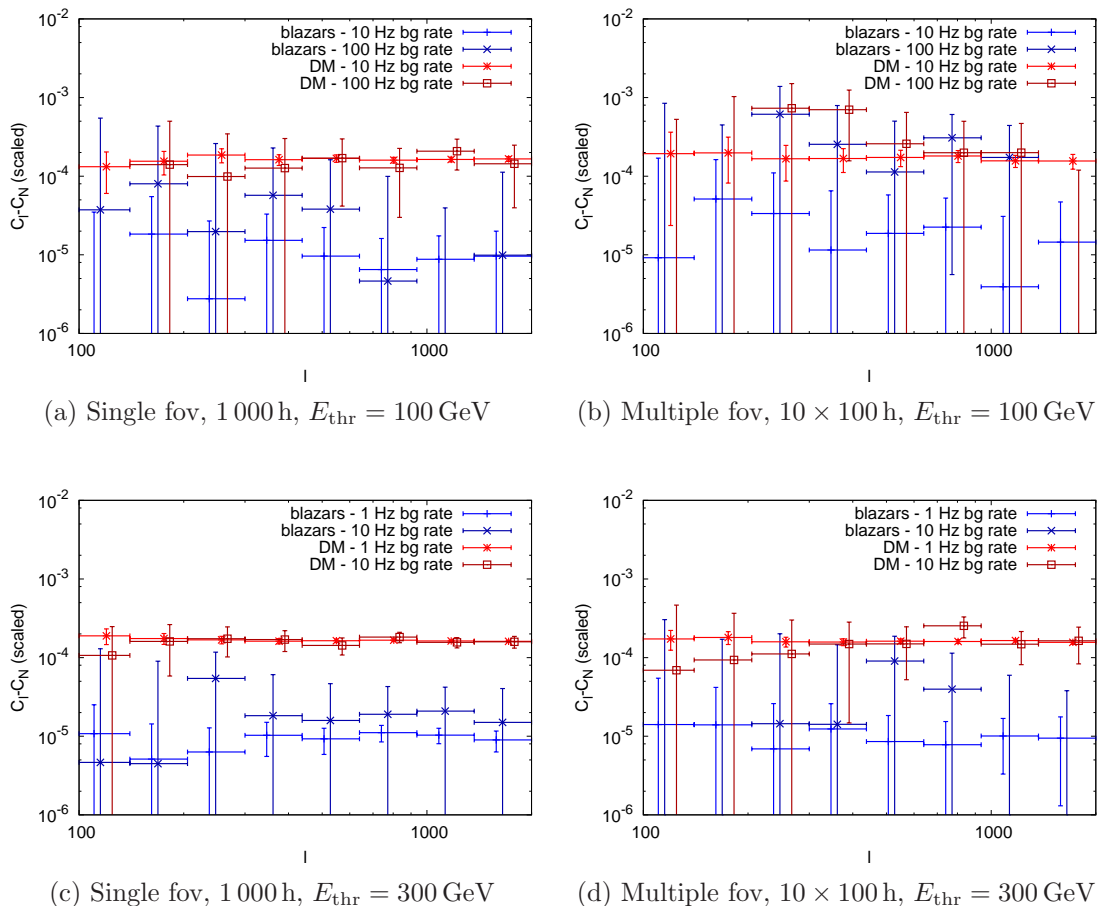 10^-2
10^-3
10^-4
10^-5
10^-6
C_l-C_N (scaled)
blazars - 10 Hz bg rate
blazars - 100 Hz bg rate
DM - 10 Hz bg rate
DM - 100 Hz bg rate
100
1000
l
(a) Single fov, 1 000 h, E_thr = 100 GeV
10^-2
10^-3
10^-4
10^-5
10^-6
C_l-C_N (scaled)
blazars - 10 Hz bg rate
blazars - 100 Hz bg rate
DM - 10 Hz bg rate
DM - 100 Hz bg rate
100
1000
l
(b) Multiple fov, 10 × 100 h, E_thr = 100 GeV
10^-2
10^-3
10^-4
10^-5
10^-6
C_l-C_N (scaled)
blazars - 1 Hz bg rate
blazars - 10 Hz bg rate
DM - 1 Hz bg rate
DM - 10 Hz bg rate
100
1000
l
(c) Single fov, 1 000 h, E_thr = 300 GeV
10^-2
10^-3
10^-4
10^-5
10^-6
C_l-C_N (scaled)
blazars - 1 Hz bg rate
blazars - 10 Hz bg rate
DM - 1 Hz bg rate
DM - 10 Hz bg rate
100
1000
l
(d) Multiple fov, 10 × 100 h, E_thr = 300 GeV